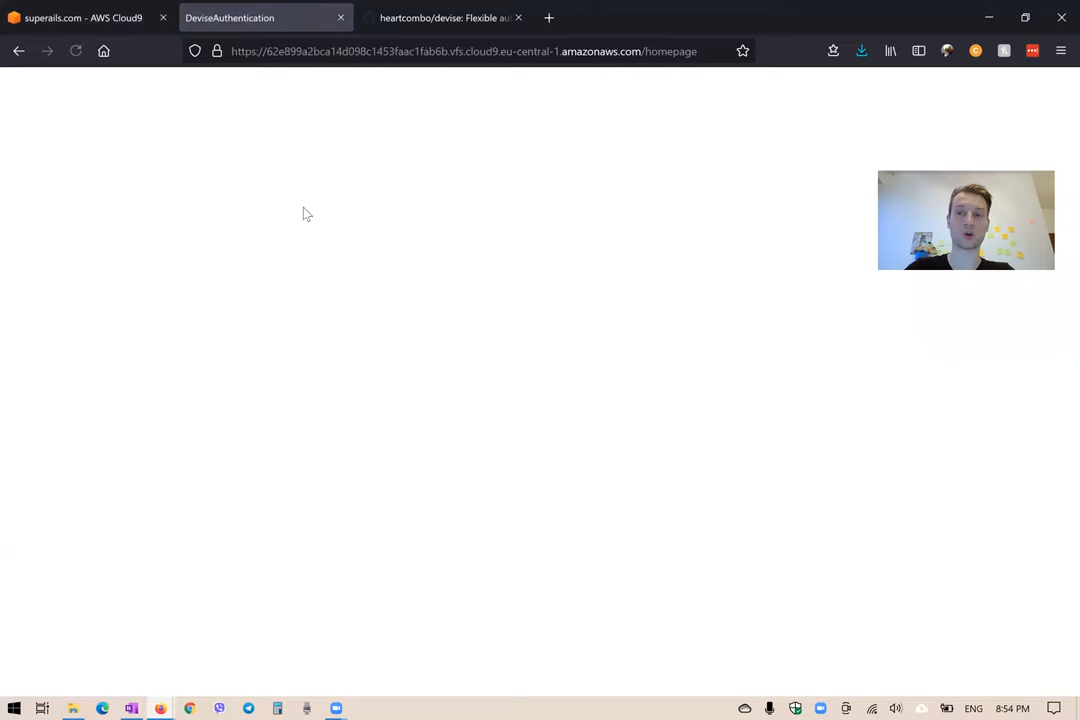 superails.com - AWS Cloud9
DeviseAuthentication
heartcombo/devise: Flexible au
https://62e899a2bca14d098c1453faac1fab6b.vfs.cloud9.eu-central-1.amazonaws.com/homepage
C
ENG
8:54 PM